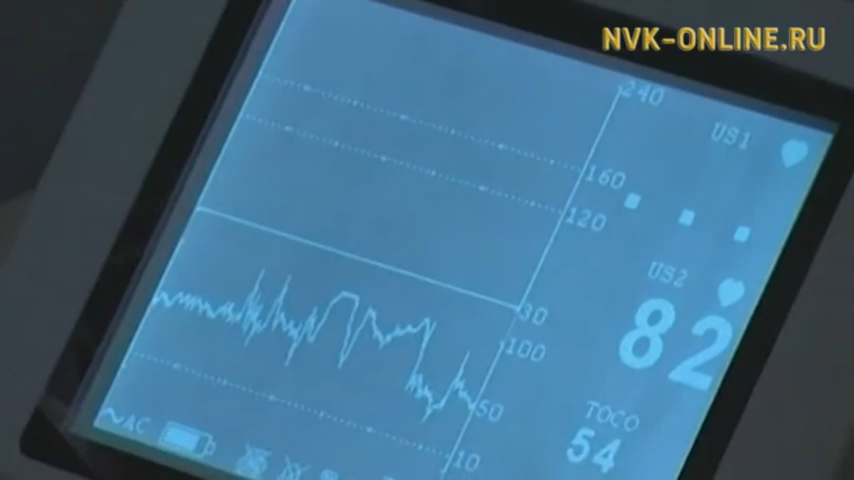 NVK-ONLINE.RU
240
US1
160
120
US2
30
82
100
TOCO
50
54
~AC
10